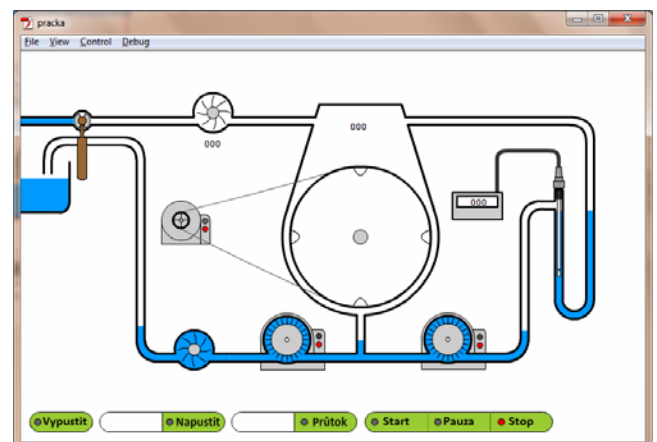 pracka
File View Control Debug
000
000
000
Vypustit Napustit Průtok Start Pauza Stop